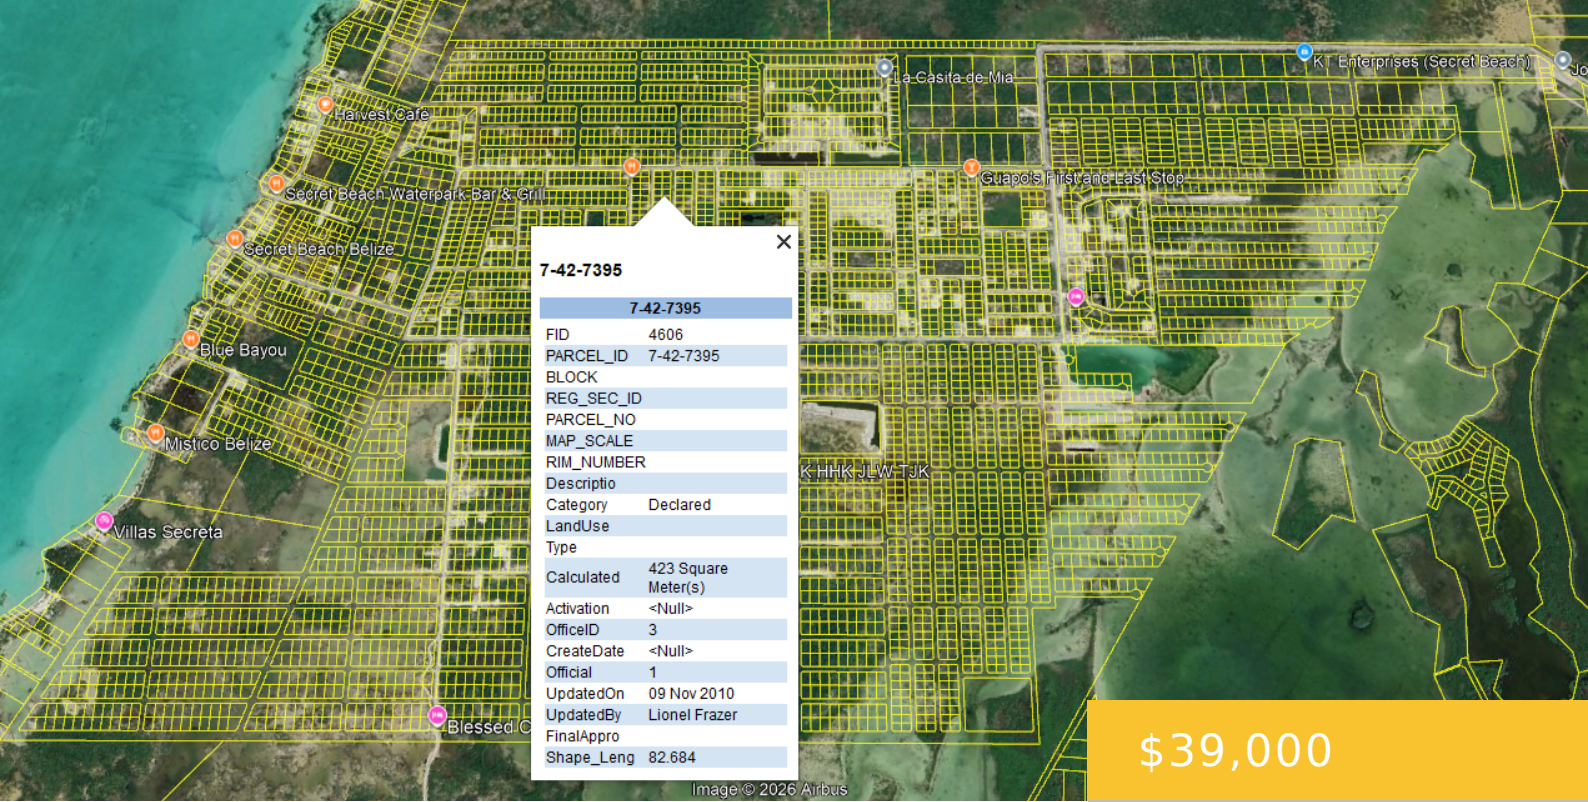 La Casita de Mia
KT Enterprises (Secret Beach)
Jo
Harvest Café
Secret Beach Waterpark Bar & Grill
Guapo's First and Last Stop
Secret Beach Belize
Blue Bayou
Mistico Belize
K HHK JLW TJK
Villas Secreta
Blessed C
7-42-7395
7-42-7395
FID 4606
PARCEL_ID 7-42-7395
BLOCK
REG_SEC_ID
PARCEL_NO
MAP_SCALE
RIM_NUMBER
Descriptio
Category Declared
LandUse
Type
Calculated 423 Square
Meter(s)
Activation <Null>
OfficeID 3
CreateDate <Null>
Official 1
UpdatedOn 09 Nov 2010
UpdatedBy Lionel Frazer
FinalAppro
Shape_Leng 82.684
$39,000
Image © 2026 Airbus